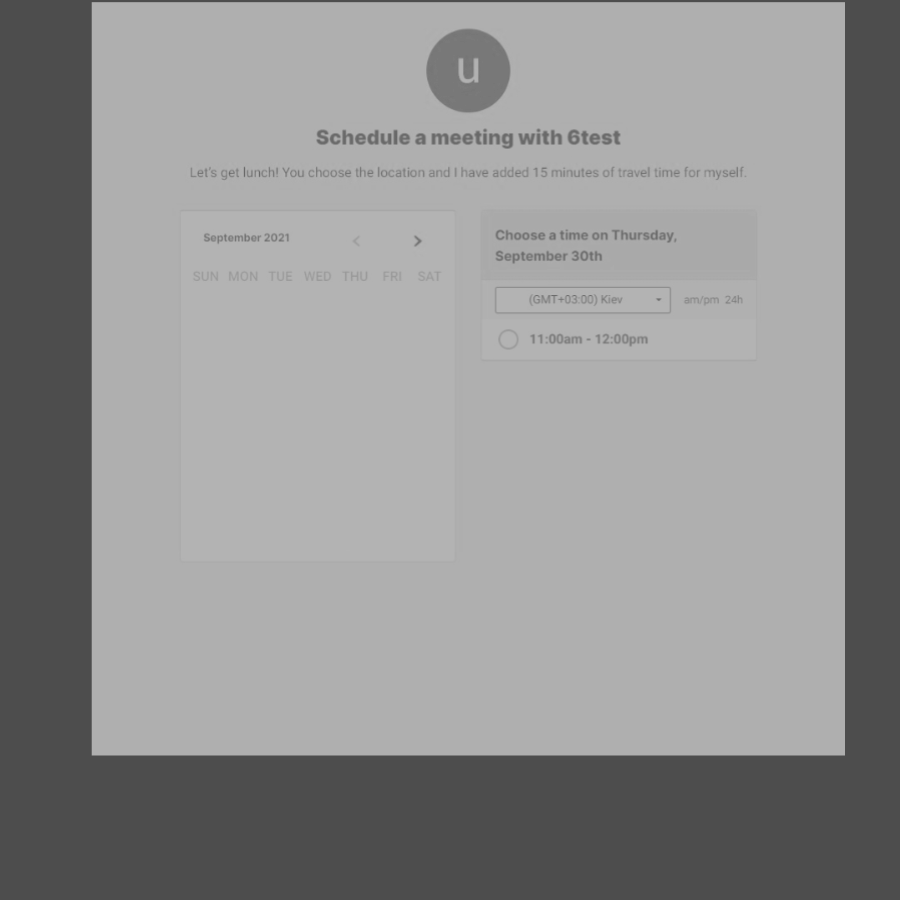 u
Schedule a meeting with 6test
Let's get lunch! You choose the location and I have added 15 minutes of travel time for myself.
September 2021
SUN MON TUE WED THU FRI SAT
Choose a time on Thursday,
September 30th
(GMT+03:00) Kiev
am/pm 24h
11:00am - 12:00pm